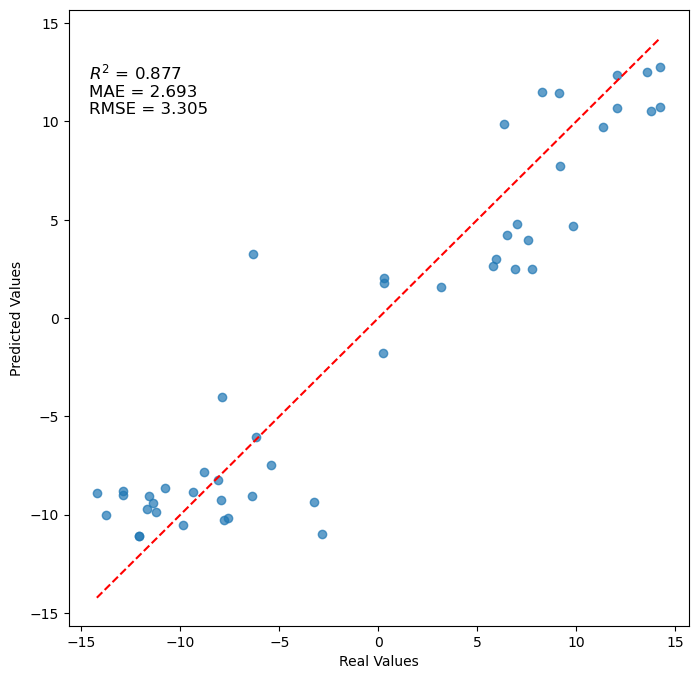 15
10
5
0
−5
−10
−15
R² = 0.877
MAE = 2.693
RMSE = 3.305
Predicted Values
−15 −10 −5 0 5 10 15
Real Values